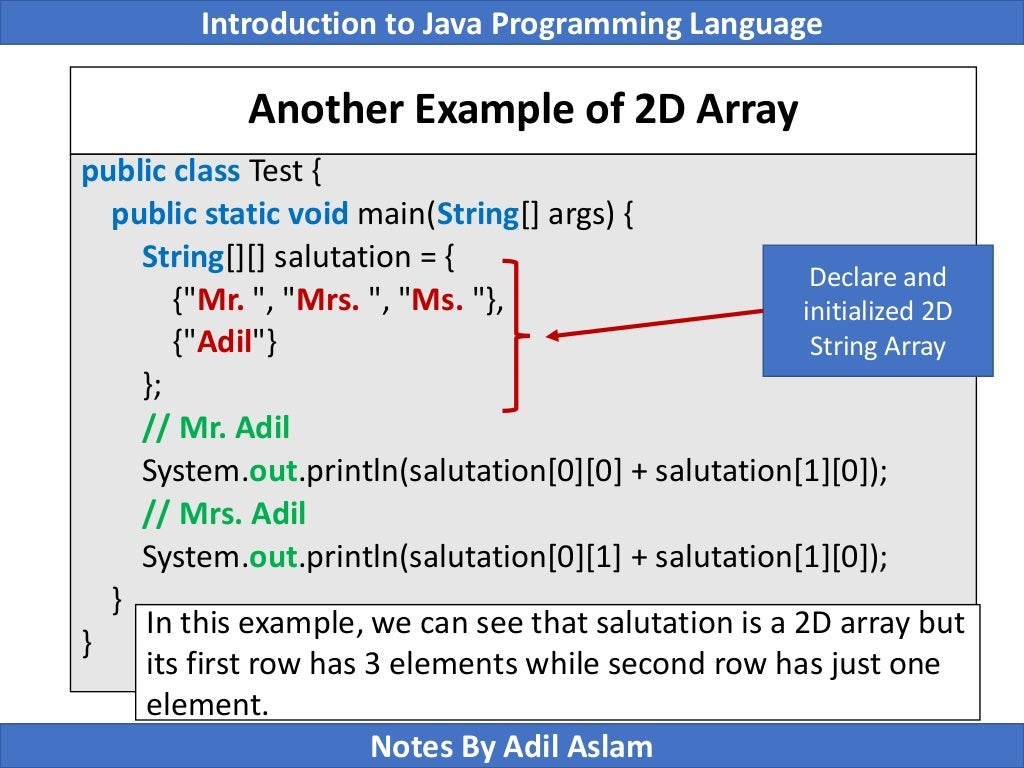 Introduction to Java Programming Language
Another Example of 2D Array
public class Test {
public static void main(String[] args) {
String[][] salutation = {
{"Mr. ", "Mrs. ", "Ms. "},
{"Adil"}
};
Declare and
initialized 2D
String Array
// Mr. Adil
System.out.println(salutation[0][0] + salutation[1][0]);
// Mrs. Adil
System.out.println(salutation[0][1] + salutation[1][0]);
}
}
In this example, we can see that salutation is a 2D array but
its first row has 3 elements while second row has just one
element.
Notes By Adil Aslam